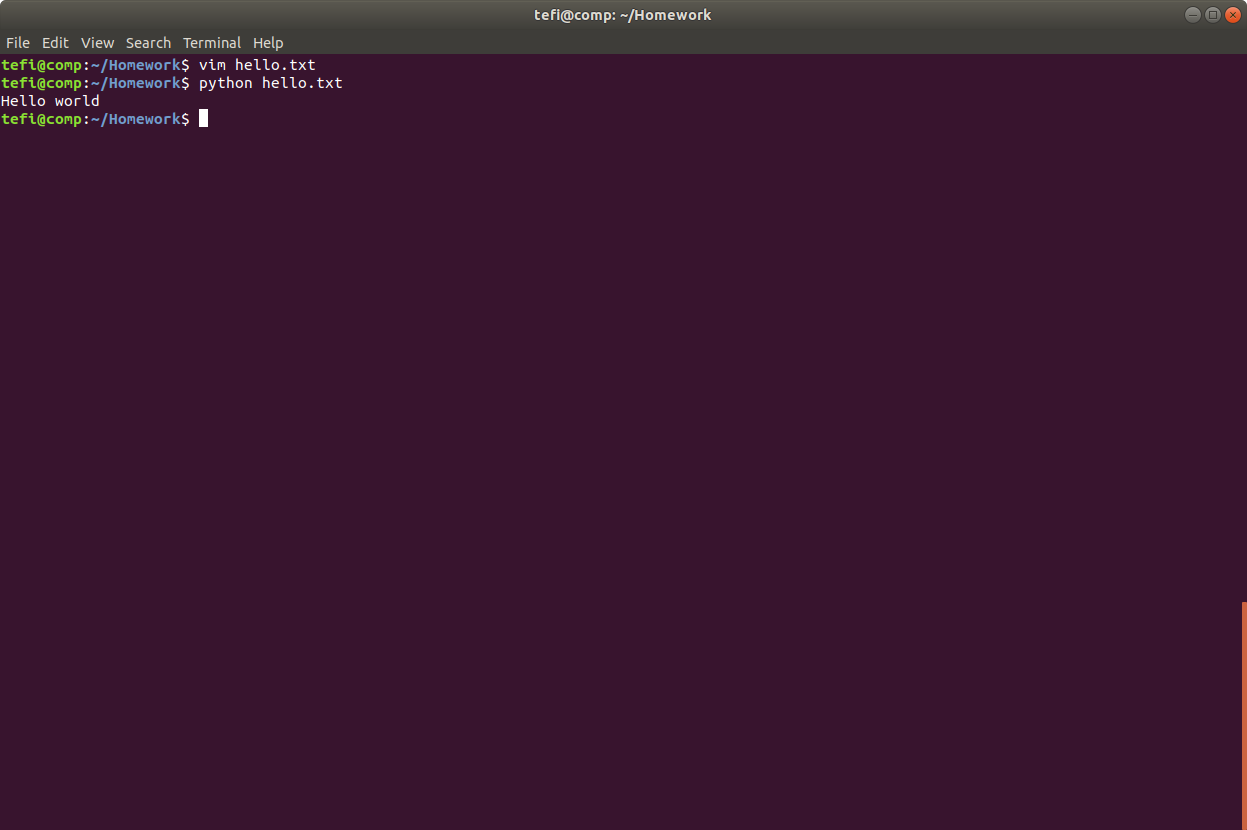 tefi@comp: ~/Homework
File Edit View Search Terminal Help
tefi@comp:~/Homework$ vim hello.txt
tefi@comp:~/Homework$ python hello.txt
Hello world
tefi@comp:~/Homework$